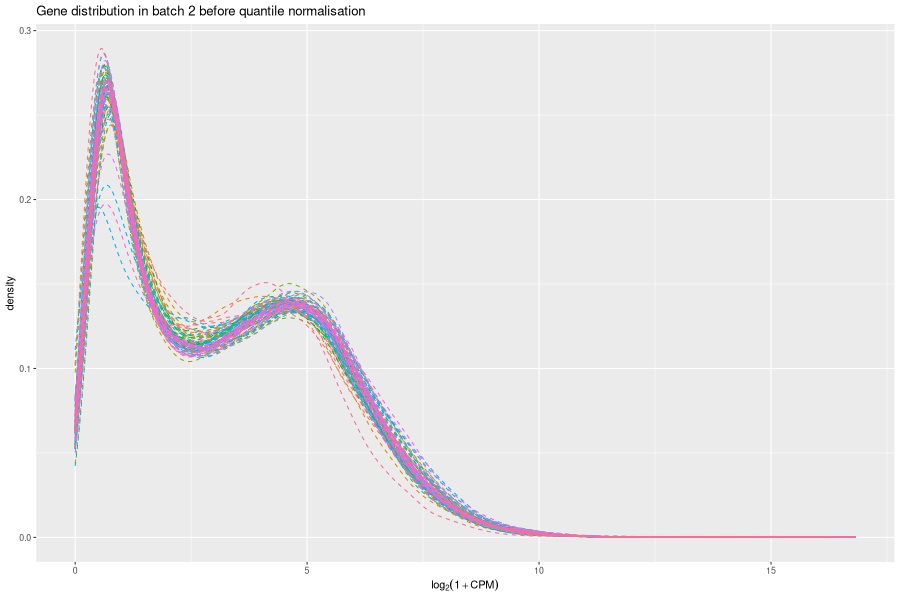 Gene distribution in batch 2 before quantile normalisation
0.3
0.2
0.1
0.0
density
0 5 10 15
log₂(1 + CPM)